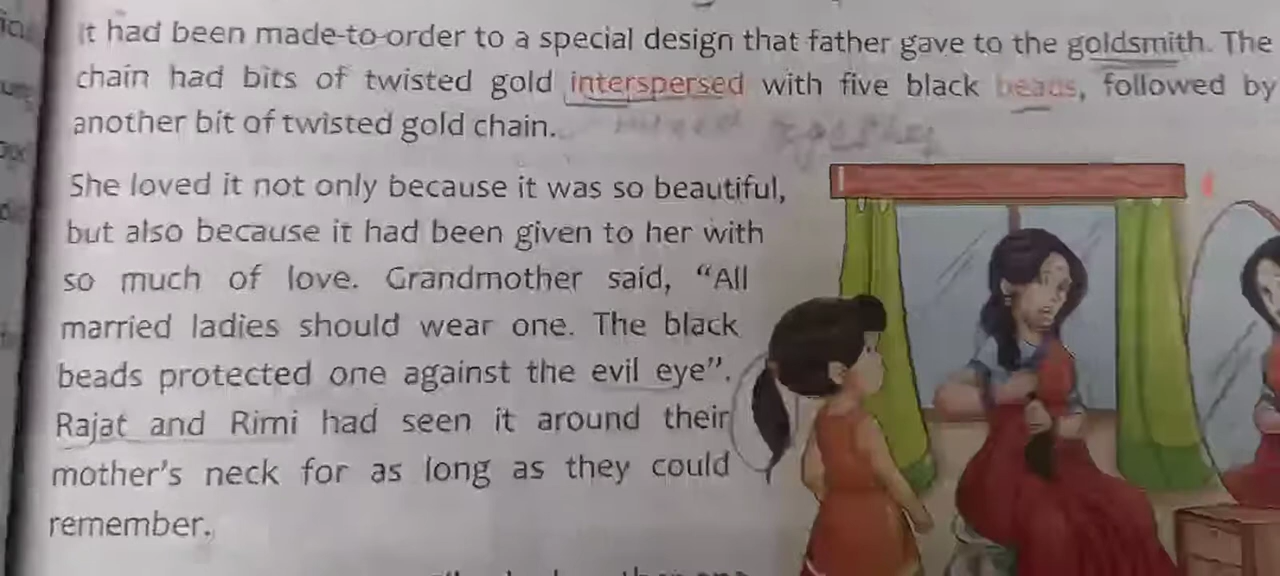 It had been made-to-order to a special design that father gave to the goldsmith. The
chain had bits of twisted gold interspersed with five black beads, followed by
another bit of twisted gold chain.
She loved it not only because it was so beautiful,
but also because it had been given to her with
so much of love. Grandmother said, “All
married ladies should wear one. The black
beads protected one against the evil eye”.
Rajat and Rimi had seen it around their
mother’s neck for as long as they could
remember.